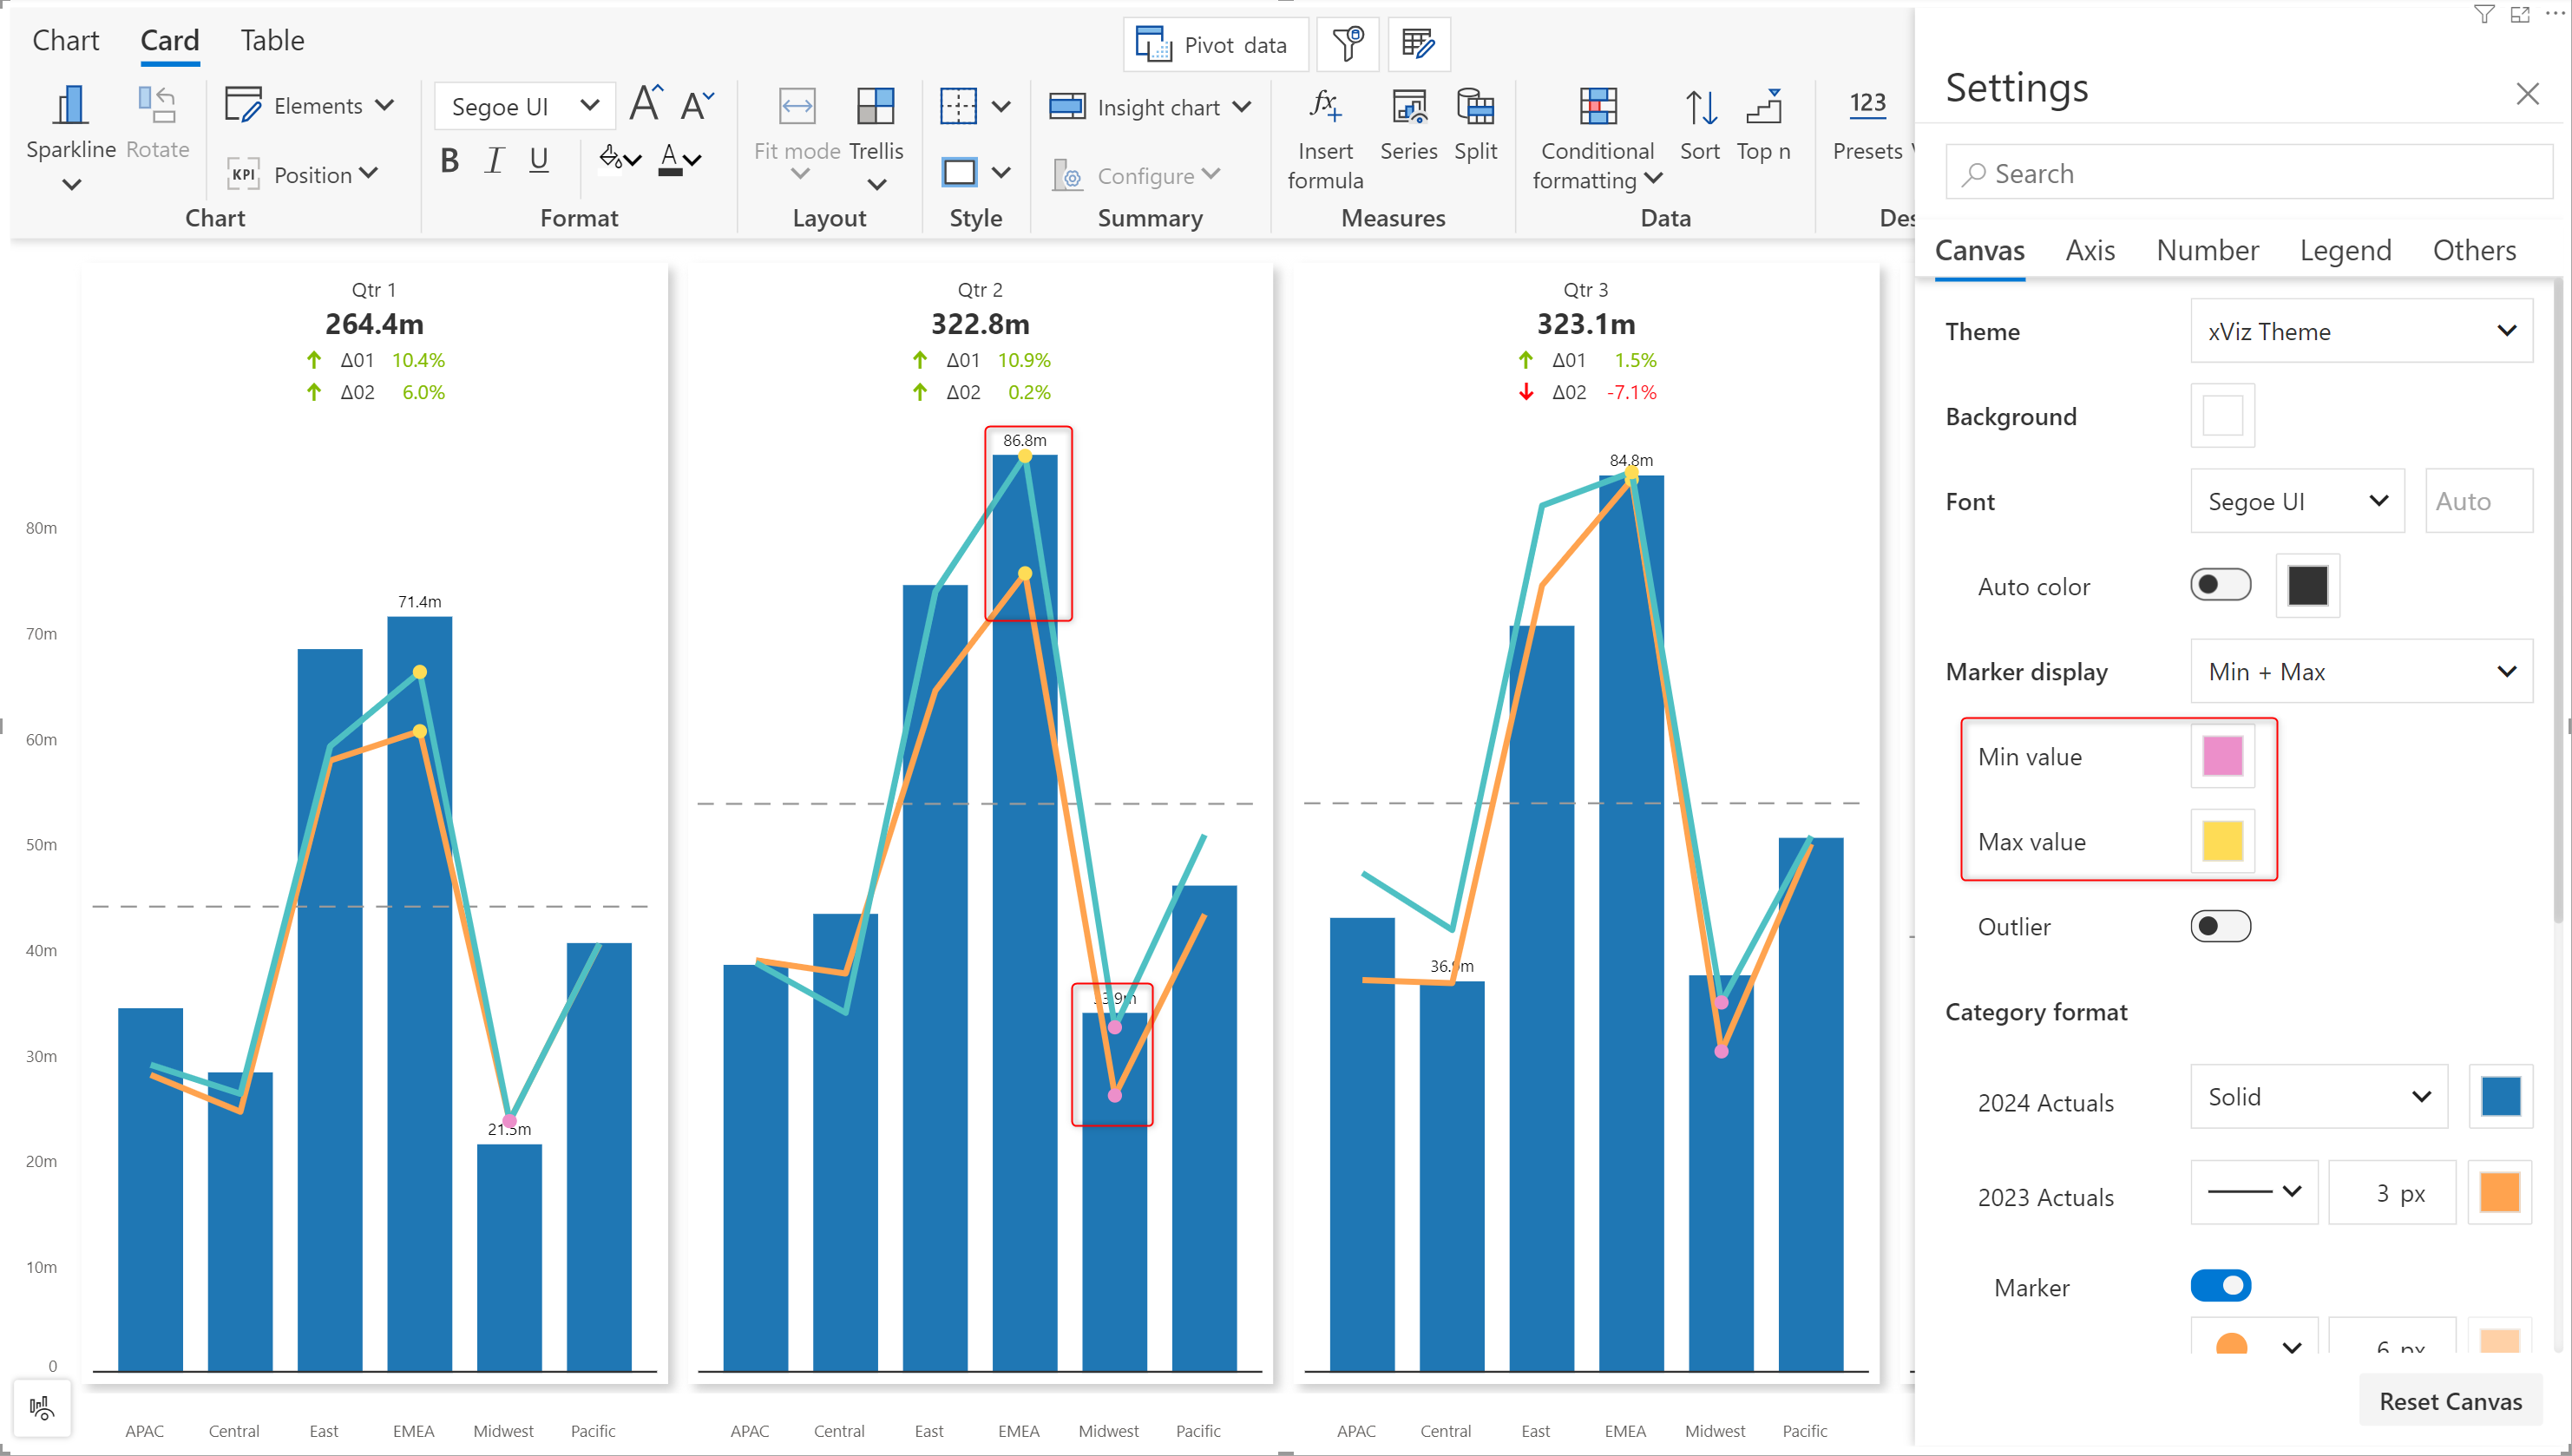 Chart Card Table
Pivot data
Sparkline
Rotate
Elements
KPI Position
Chart
Segoe UI
B I U
Format
Fit mode
Trellis
Layout
Style
Insight chart
Configure
Summary
Insert
formula
Series
Split
Measures
Conditional
formatting
Sort
Top n
Data
123
Presets
Des
Qtr 1
264.4m
Δ01 10.4%
Δ02 6.0%
Qtr 2
322.8m
Δ01 10.9%
Δ02 0.2%
Qtr 3
323.1m
Δ01 1.5%
Δ02 -7.1%
80m
70m
60m
50m
40m
30m
20m
10m
0
71.4m
21.5m
86.8m
84.8m
APAC Central East EMEA Midwest Pacific
APAC Central East EMEA Midwest Pacific
APAC Central East EMEA Midwest Pacific
Settings
Search
Canvas Axis Number Legend Others
Theme xViz Theme
Background
Font Segoe UI Auto
Auto color
Marker display Min + Max
Min value
Max value
Outlier
Category format
2024 Actuals Solid
2023 Actuals 3 px
Marker
6 px
Reset Canvas